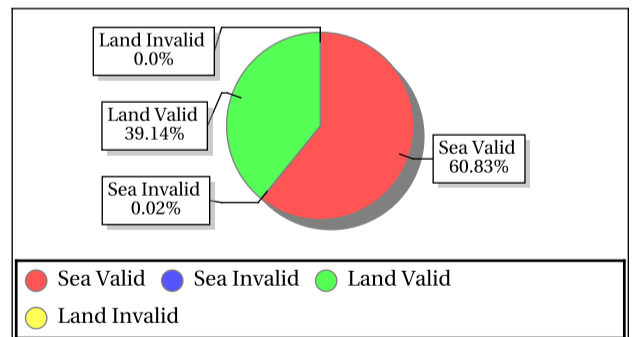 Land Invalid
0.0%
Land Valid
39.14%
Sea Valid
60.83%
Sea Invalid
0.02%
Sea Valid Sea Invalid Land Valid
Land Invalid